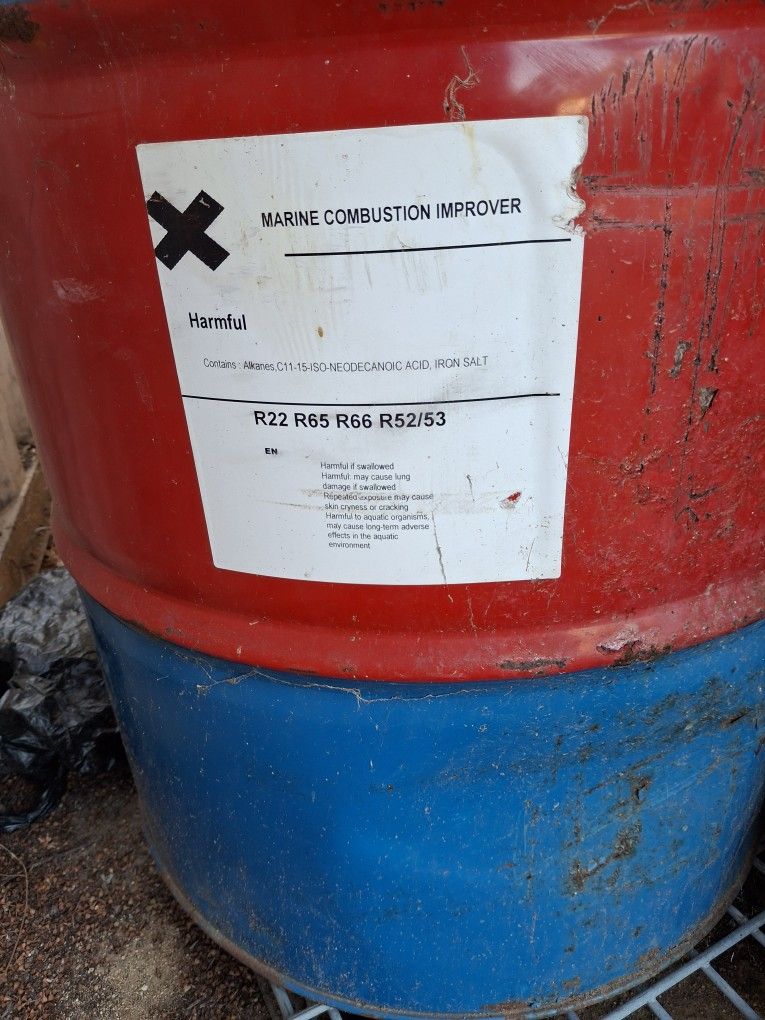 MARINE COMBUSTION IMPROVER
Harmful
Contains : Alkanes,C11-15-ISO-NEODECANOIC ACID, IRON SALT
R22 R65 R66 R52/53
EN
Harmful if swallowed
Harmful: may cause lung
damage if swallowed
Repeated exposure may cause
skin cryness or cracking
Harmful to aquatic organisms,
may cause long-term adverse
effects in the aquatic
environment